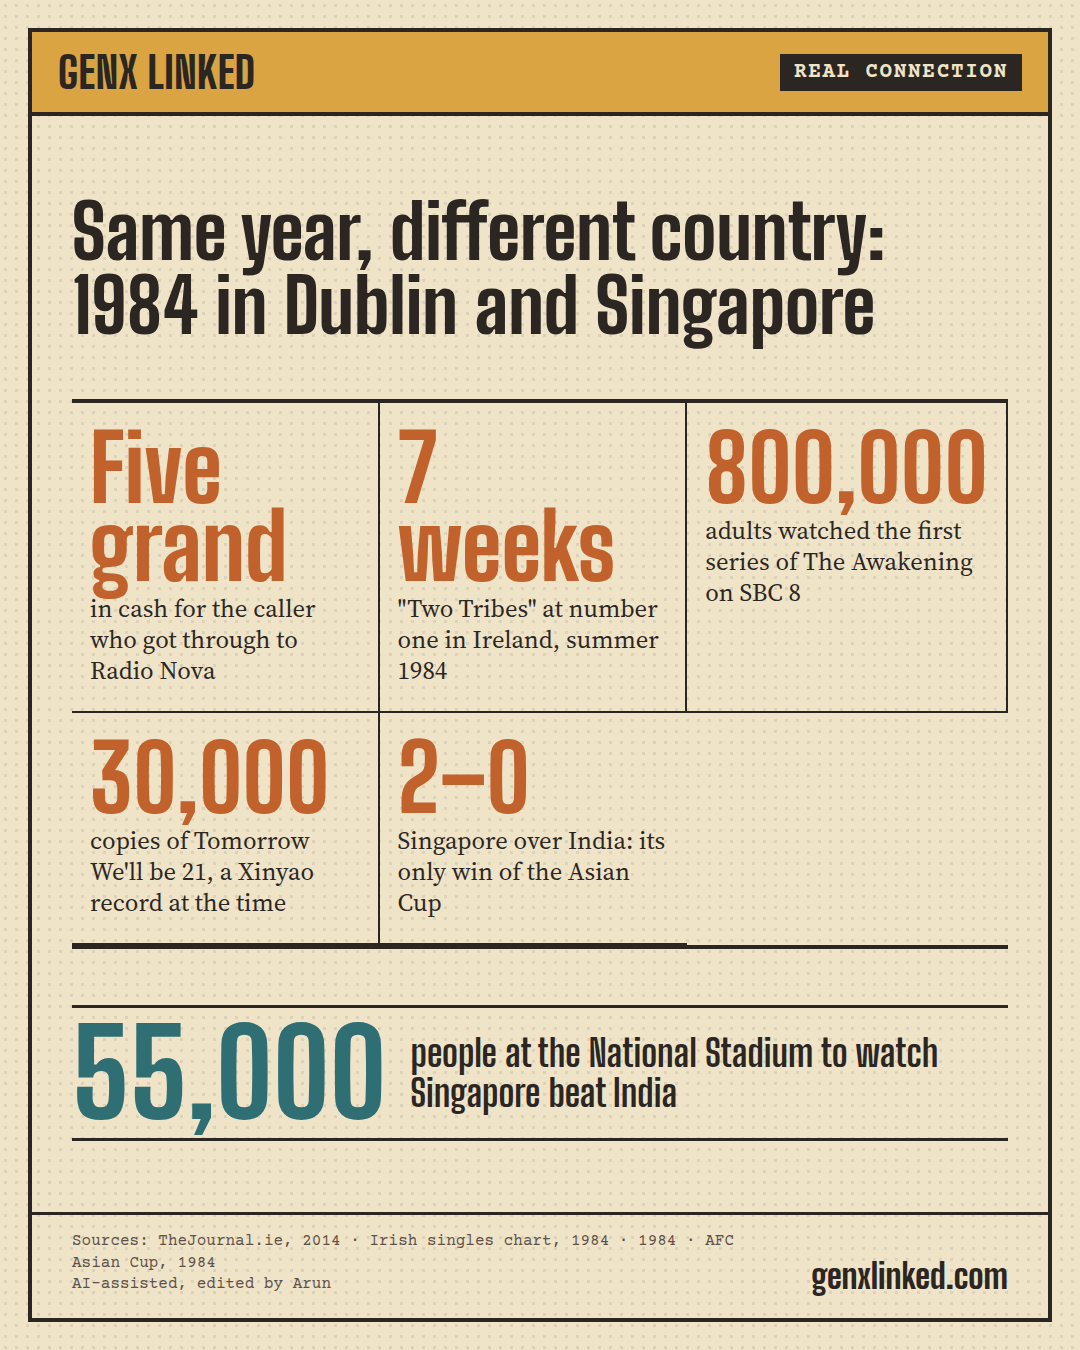 GENX LINKED
REAL CONNECTION
Same year, different country:
1984 in Dublin and Singapore
Five
grand
in cash for the caller
who got through to
Radio Nova
7
weeks
"Two Tribes" at number
one in Ireland, summer
1984
800,000
adults watched the first
series of The Awakening
on SBC 8
30,000
copies of Tomorrow
We'll be 21, a Xinyao
record at the time
2–0
Singapore over India: its
only win of the Asian
Cup
55,000
people at the National Stadium to watch
Singapore beat India
Sources: TheJournal.ie, 2014 · Irish singles chart, 1984 · 1984 · AFC
Asian Cup, 1984
AI-assisted, edited by Arun
genxlinked.com